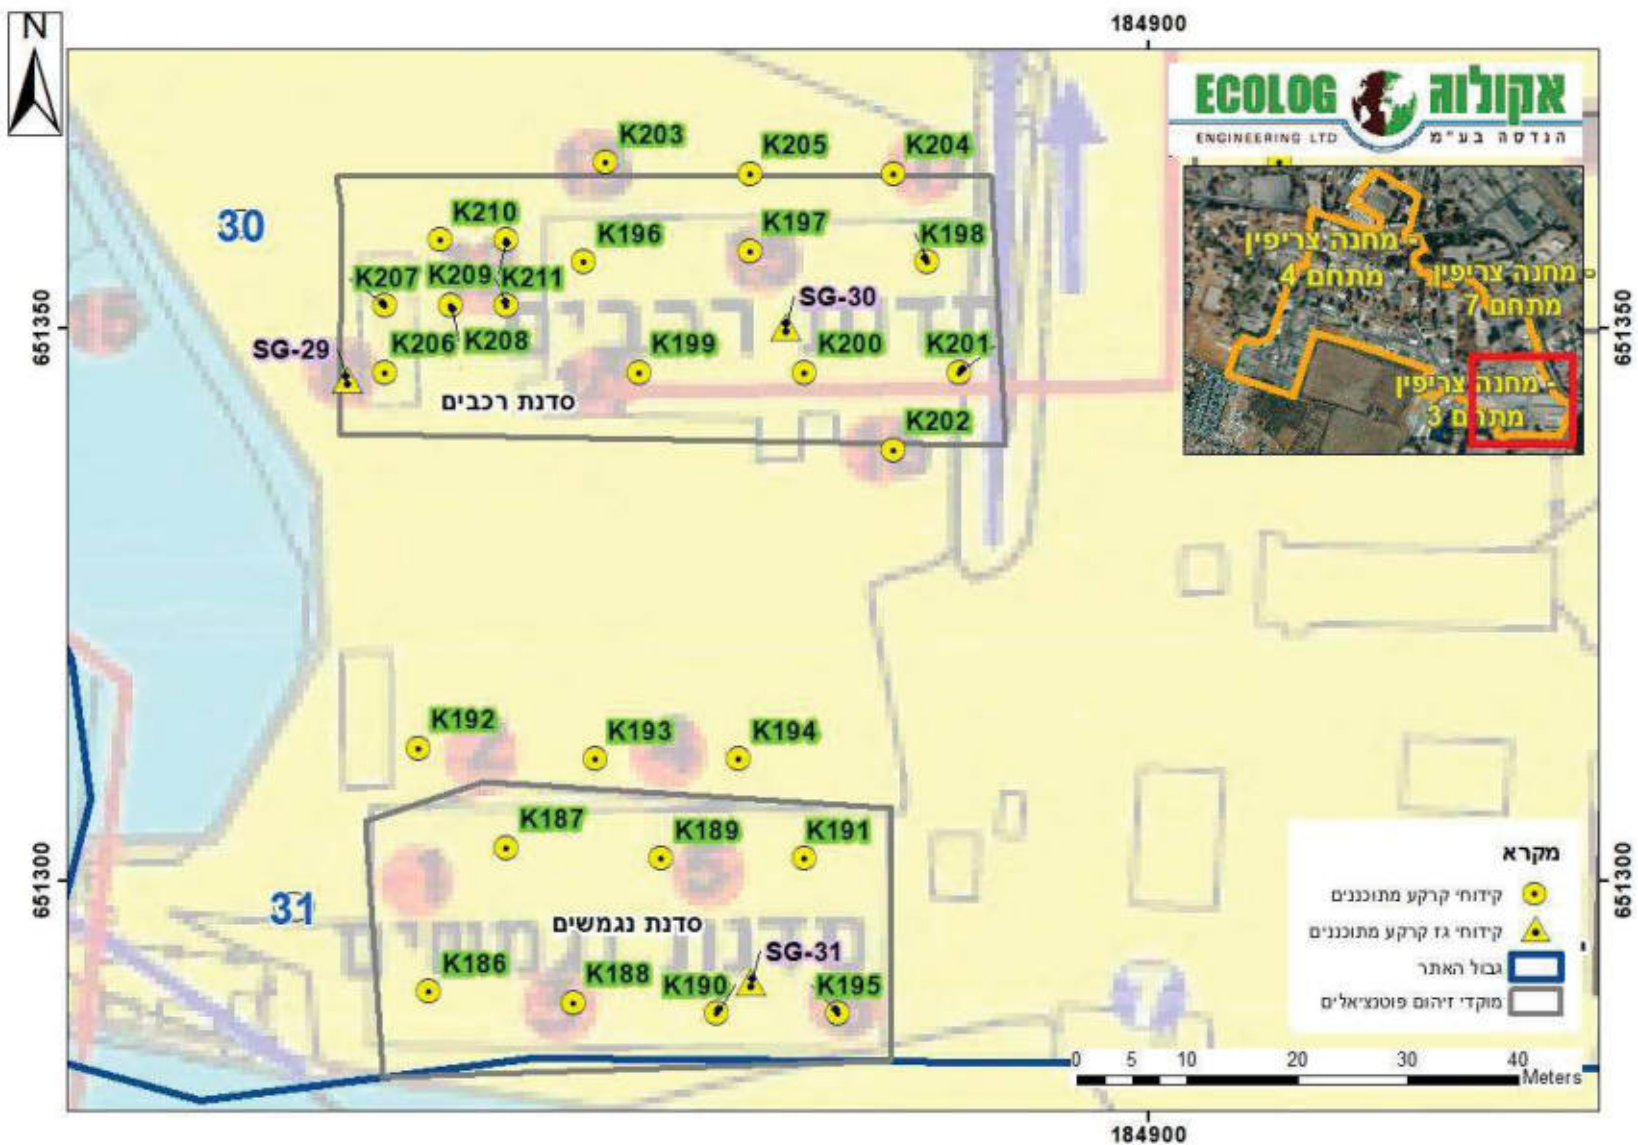 N
184900
ECOLOG
אקולוג
ENGINEERING LTD
הנדסה בע"מ
K203
K205
K204
30
K210
K196
K197
K198
K207
K209
K211
SG-30
651350
651350
SG-29
K206
K208
K199
K200
K201
סדנת רכבים
K202
מחנה צריפין -
מתחם 4
מחנה צריפין -
מתחם 7
מחנה צריפין -
מתחם 3
K192
K193
K194
K187
K189
K191
651300
651300
31
סדנת נגמשים
סדנת נגמשים
SG-31
K186
K188
K190
K195
2
1
מקרא
קידוחי קרקע מתוכננים
קידוחי גז קרקע מתוכננים
גבול האתר
מוקדי זיהום פוטנציאלים
0 5 10 20 30 40
Meters
184900